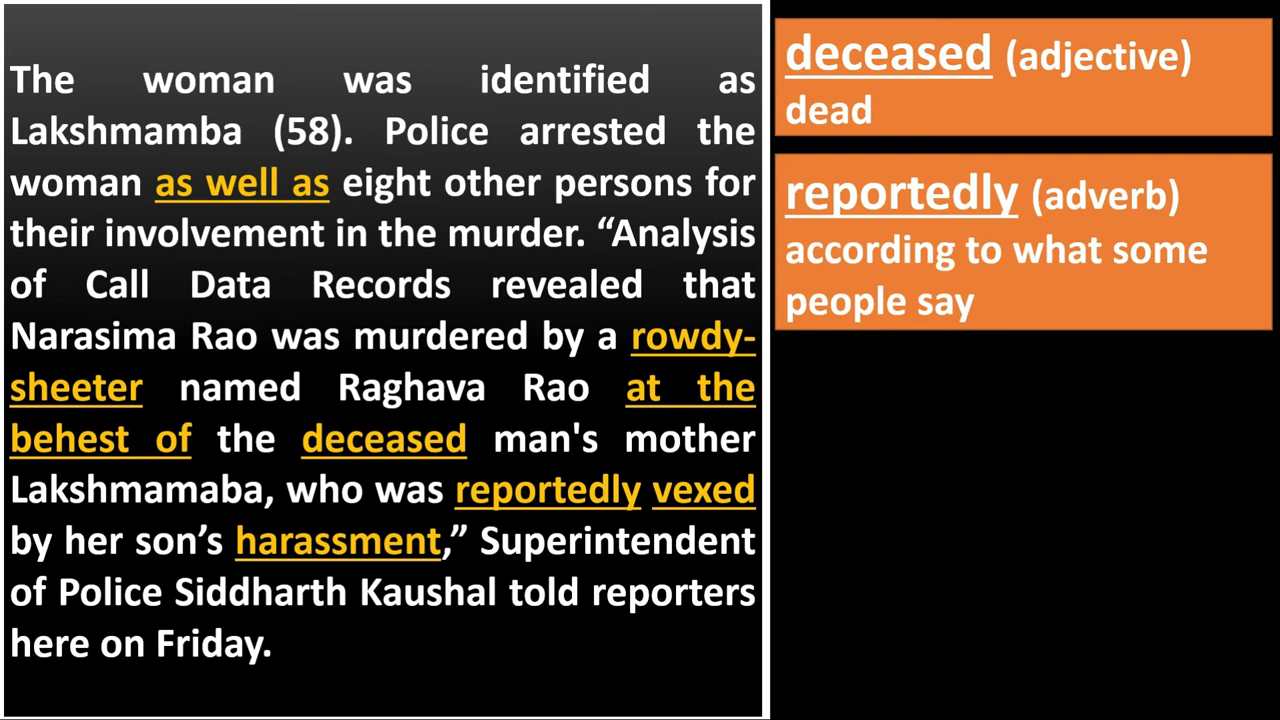 The woman was identified as
Lakshmamba (58). Police arrested the
woman as well as eight other persons for
their involvement in the murder. “Analysis
of Call Data Records revealed that
Narasima Rao was murdered by a rowdy-
sheeter named Raghava Rao at the
behest of the deceased man's mother
Lakshmamaba, who was reportedly vexed
by her son’s harassment,” Superintendent
of Police Siddharth Kaushal told reporters
here on Friday.
deceased (adjective)
dead
reportedly (adverb)
according to what some
people say